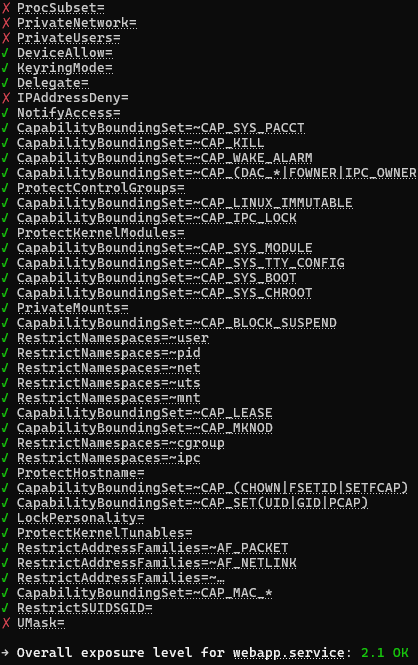 ✗ ProcSubset=
✗ PrivateNetwork=
✗ PrivateUsers=
✓ DeviceAllow=
✓ KeyringMode=
✓ Delegate=
✗ IPAddressDeny=
✓ NotifyAccess=
✓ CapabilityBoundingSet=~CAP_SYS_PACCT
✓ CapabilityBoundingSet=~CAP_KILL
✓ CapabilityBoundingSet=~CAP_WAKE_ALARM
✓ CapabilityBoundingSet=~CAP_(DAC_*|FOWNER|IPC_OWNER
✓ ProtectControlGroups=
✓ CapabilityBoundingSet=~CAP_LINUX_IMMUTABLE
✓ CapabilityBoundingSet=~CAP_IPC_LOCK
✓ ProtectKernelModules=
✓ CapabilityBoundingSet=~CAP_SYS_MODULE
✓ CapabilityBoundingSet=~CAP_SYS_TTY_CONFIG
✓ CapabilityBoundingSet=~CAP_SYS_BOOT
✓ CapabilityBoundingSet=~CAP_SYS_CHROOT
✓ PrivateMounts=
✓ CapabilityBoundingSet=~CAP_BLOCK_SUSPEND
✓ RestrictNamespaces=~user
✓ RestrictNamespaces=~pid
✓ RestrictNamespaces=~net
✓ RestrictNamespaces=~uts
✓ RestrictNamespaces=~mnt
✓ CapabilityBoundingSet=~CAP_LEASE
✓ CapabilityBoundingSet=~CAP_MKNOD
✓ RestrictNamespaces=~cgroup
✓ RestrictNamespaces=~ipc
✓ ProtectHostname=
✓ CapabilityBoundingSet=~CAP_(CHOWN|FSETID|SETFCAP)
✓ CapabilityBoundingSet=~CAP_SET(UID|GID|PCAP)
✓ LockPersonality=
✓ ProtectKernelTunables=
✓ RestrictAddressFamilies=~AF_PACKET
✓ RestrictAddressFamilies=~AF_NETLINK
✓ RestrictAddressFamilies=~…
✓ CapabilityBoundingSet=~CAP_MAC_*
✓ RestrictSUIDSGID=
✗ UMask=
→ Overall exposure level for webapp.service: 2.1 OK